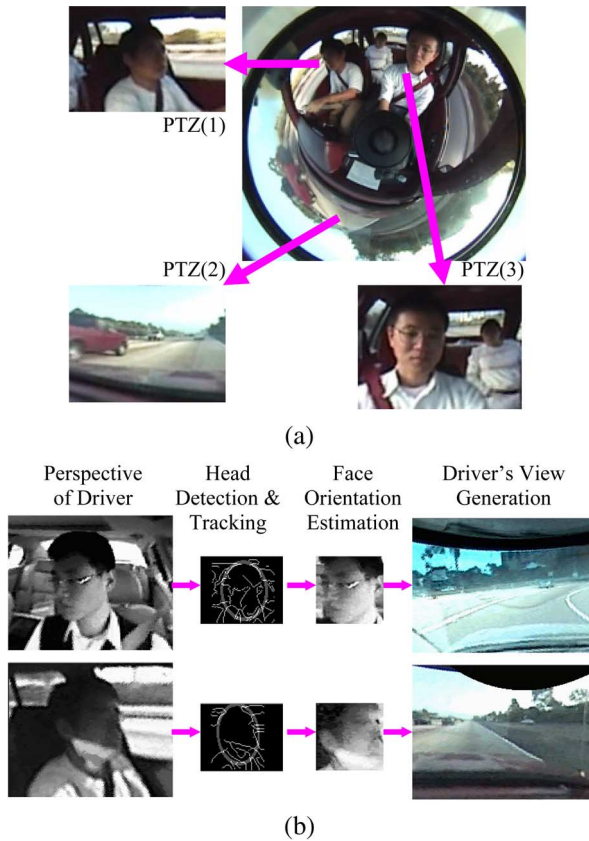 PTZ(1)
PTZ(2)
PTZ(3)
(a)
Perspective
of Driver
Head
Detection &
Tracking
Face
Orientation
Estimation
Driver's View
Generation
(b)